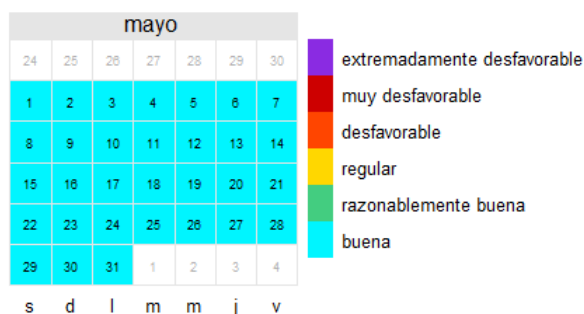 mayo
24 25 26 27 28 29 30
1 2 3 4 5 6 7
8 9 10 11 12 13 14
15 16 17 18 19 20 21
22 23 24 25 26 27 28
29 30 31 1 2 3 4
s d l m m j v
extremadamente desfavorable
muy desfavorable
desfavorable
regular
razonablemente buena
buena